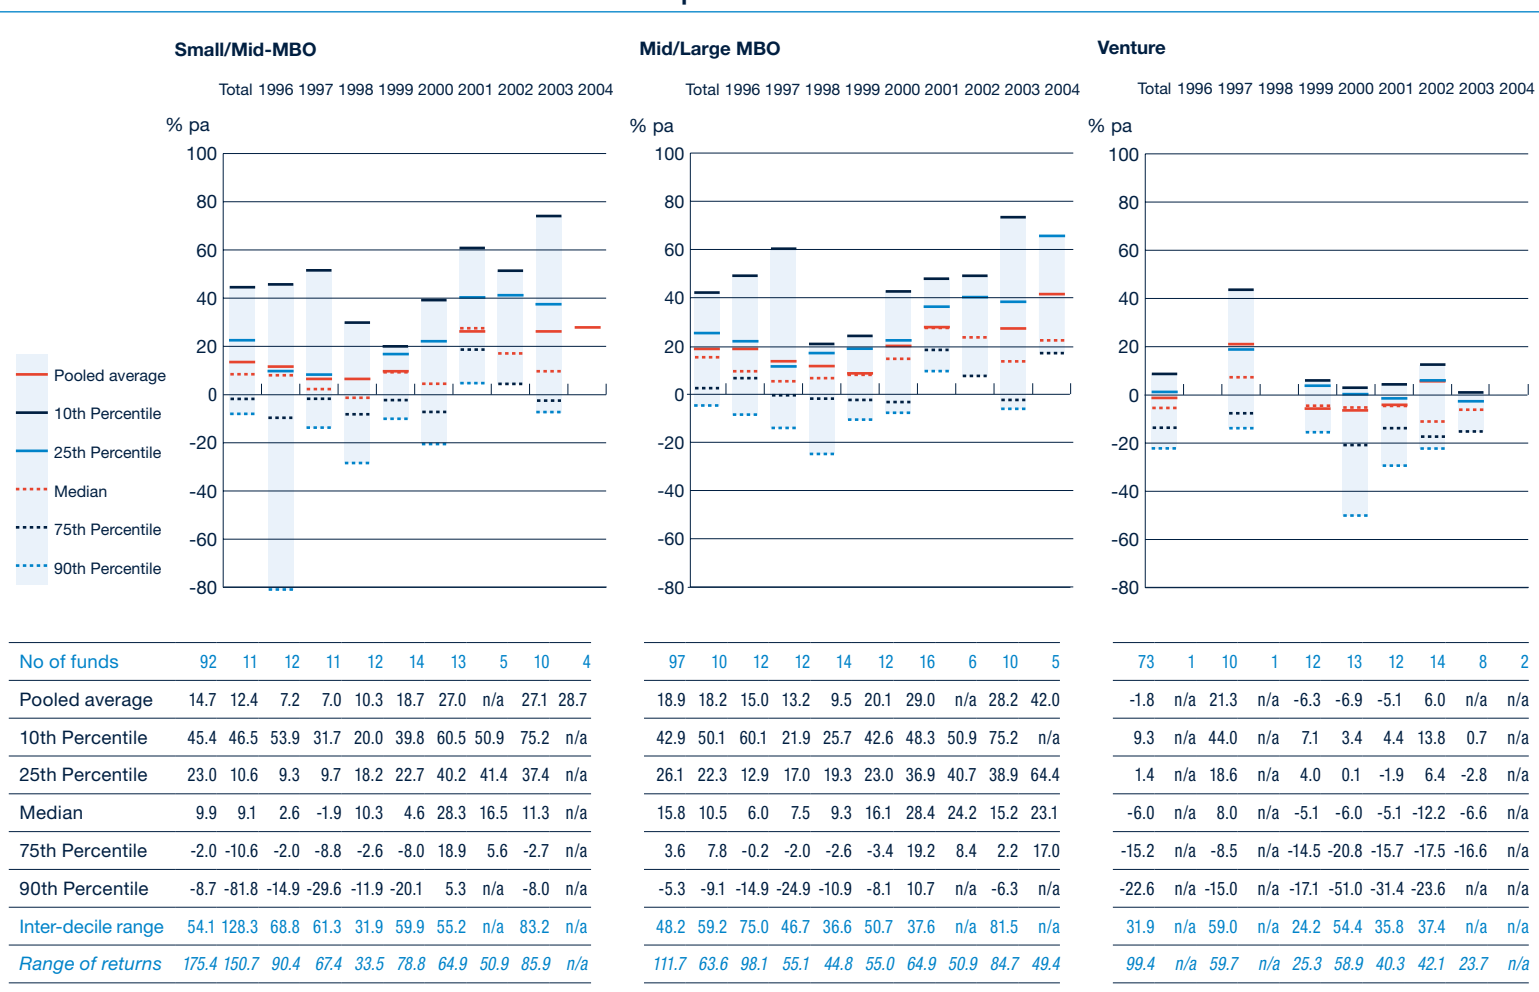 Small/Mid-MBO
Mid/Large MBO
Venture
Total 1996 1997 1998 1999 2000 2001 2002 2003 2004
Total 1996 1997 1998 1999 2000 2001 2002 2003 2004
Total 1996 1997 1998 1999 2000 2001 2002 2003 2004
% pa
% pa
% pa
100
80
60
40
20
0
-20
-40
-60
-80
100
80
60
40
20
0
-20
-40
-60
-80
100
80
60
40
20
0
-20
-40
-60
-80
Pooled average
10th Percentile
25th Percentile
Median
75th Percentile
90th Percentile
No of funds 92 11 12 11 12 14 13 5 10 4 97 10 12 12 14 12 16 6 10 5 73 1 10 1 12 13 12 14 8 2
Pooled average 14.7 12.4 7.2 7.0 10.3 18.7 27.0 n/a 27.1 28.7 18.9 18.2 15.0 13.2 9.5 20.1 29.0 n/a 28.2 42.0 -1.8 n/a 21.3 n/a -6.3 -6.9 -5.1 6.0 n/a n/a
10th Percentile 45.4 46.5 53.9 31.7 20.0 39.8 60.5 50.9 75.2 n/a 42.9 50.1 60.1 21.9 25.7 42.6 48.3 50.9 75.2 n/a 9.3 n/a 44.0 n/a 7.1 3.4 4.4 13.8 0.7 n/a
25th Percentile 23.0 10.6 9.3 9.7 18.2 22.7 40.2 41.4 37.4 n/a 26.1 22.3 12.9 17.0 19.3 23.0 36.9 40.7 38.9 64.4 1.4 n/a 18.6 n/a 4.0 0.1 -1.9 6.4 -2.8 n/a
Median 9.9 9.1 2.6 -1.9 10.3 4.6 28.3 16.5 11.3 n/a 15.8 10.5 6.0 7.5 9.3 16.1 28.4 24.2 15.2 23.1 -6.0 n/a 8.0 n/a -5.1 -6.0 -5.1 -12.2 -6.6 n/a
75th Percentile -2.0 -10.6 -2.0 -8.8 -2.6 -8.0 18.9 5.6 -2.7 n/a 3.6 7.8 -0.2 -2.0 -2.6 -3.4 19.2 8.4 2.2 17.0 -15.2 n/a -8.5 n/a -14.5 -20.8 -15.7 -17.5 -16.6 n/a
90th Percentile -8.7 -81.8 -14.9 -29.6 -11.9 -20.1 5.3 n/a -8.0 n/a -5.3 -9.1 -14.9 -24.9 -10.9 -8.1 10.7 n/a -6.3 n/a -22.6 n/a -15.0 n/a -17.1 -51.0 -31.4 -23.6 n/a n/a
Inter-decile range 54.1 128.3 68.8 61.3 31.9 59.9 55.2 n/a 83.2 n/a 48.2 59.2 75.0 46.7 36.6 50.7 37.6 n/a 81.5 n/a 31.9 n/a 59.0 n/a 24.2 54.4 35.8 37.4 n/a n/a
Range of returns 175.4 150.7 90.4 67.4 33.5 78.8 64.9 50.9 85.9 n/a 111.7 63.6 98.1 55.1 44.8 55.0 64.9 50.9 84.7 49.4 99.4 n/a 59.7 n/a 25.3 58.9 40.3 42.1 23.7 n/a